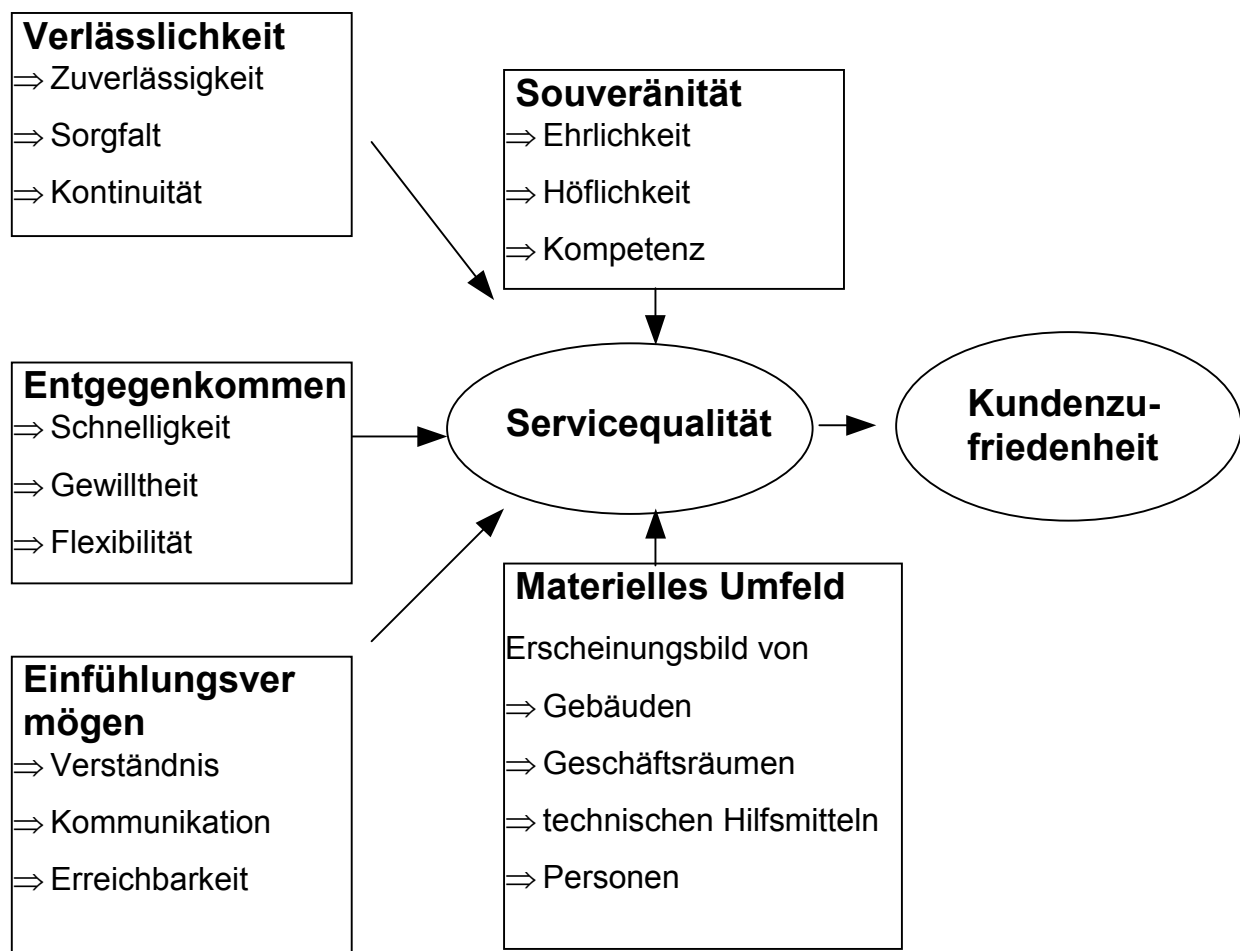 Verlässlichkeit
⇒ Zuverlässigkeit
⇒ Sorgfalt
⇒ Kontinuität
Souveränität
⇒ Ehrlichkeit
⇒ Höflichkeit
⇒ Kompetenz
Entgegenkommen
⇒ Schnelligkeit
⇒ Gewilltheit
⇒ Flexibilität
Servicequalität
Kundenzu-
friedenheit
Einfühlungsver
mögen
⇒ Verständnis
⇒ Kommunikation
⇒ Erreichbarkeit
Materielles Umfeld
Erscheinungsbild von
⇒ Gebäuden
⇒ Geschäftsräumen
⇒ technischen Hilfsmitteln
⇒ Personen